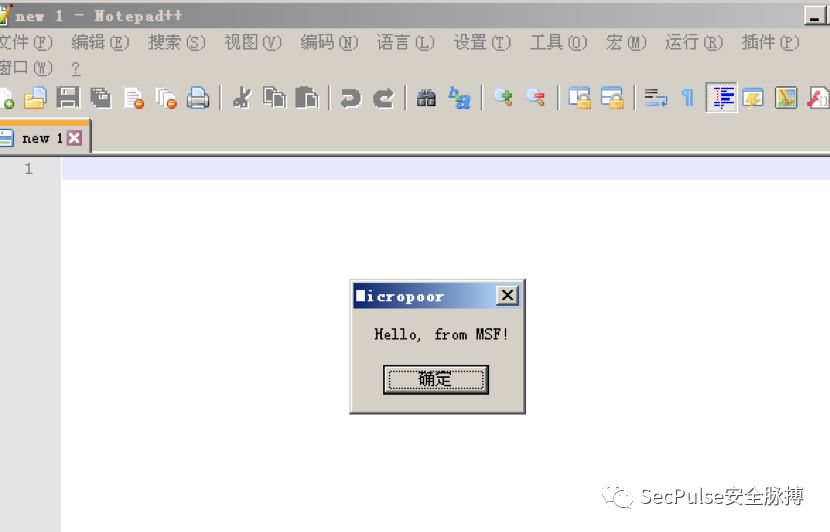 new 1 - Notepad++
文件(F) 编辑(E) 搜索(S) 视图(V) 编码(N) 语言(L) 设置(T) 工具(O) 宏(M) 运行(R) 插件(P)
窗口(W) ?
new 1
1
Micropoor
Hello, from MSF!
确定
SecPulse安全脉搏